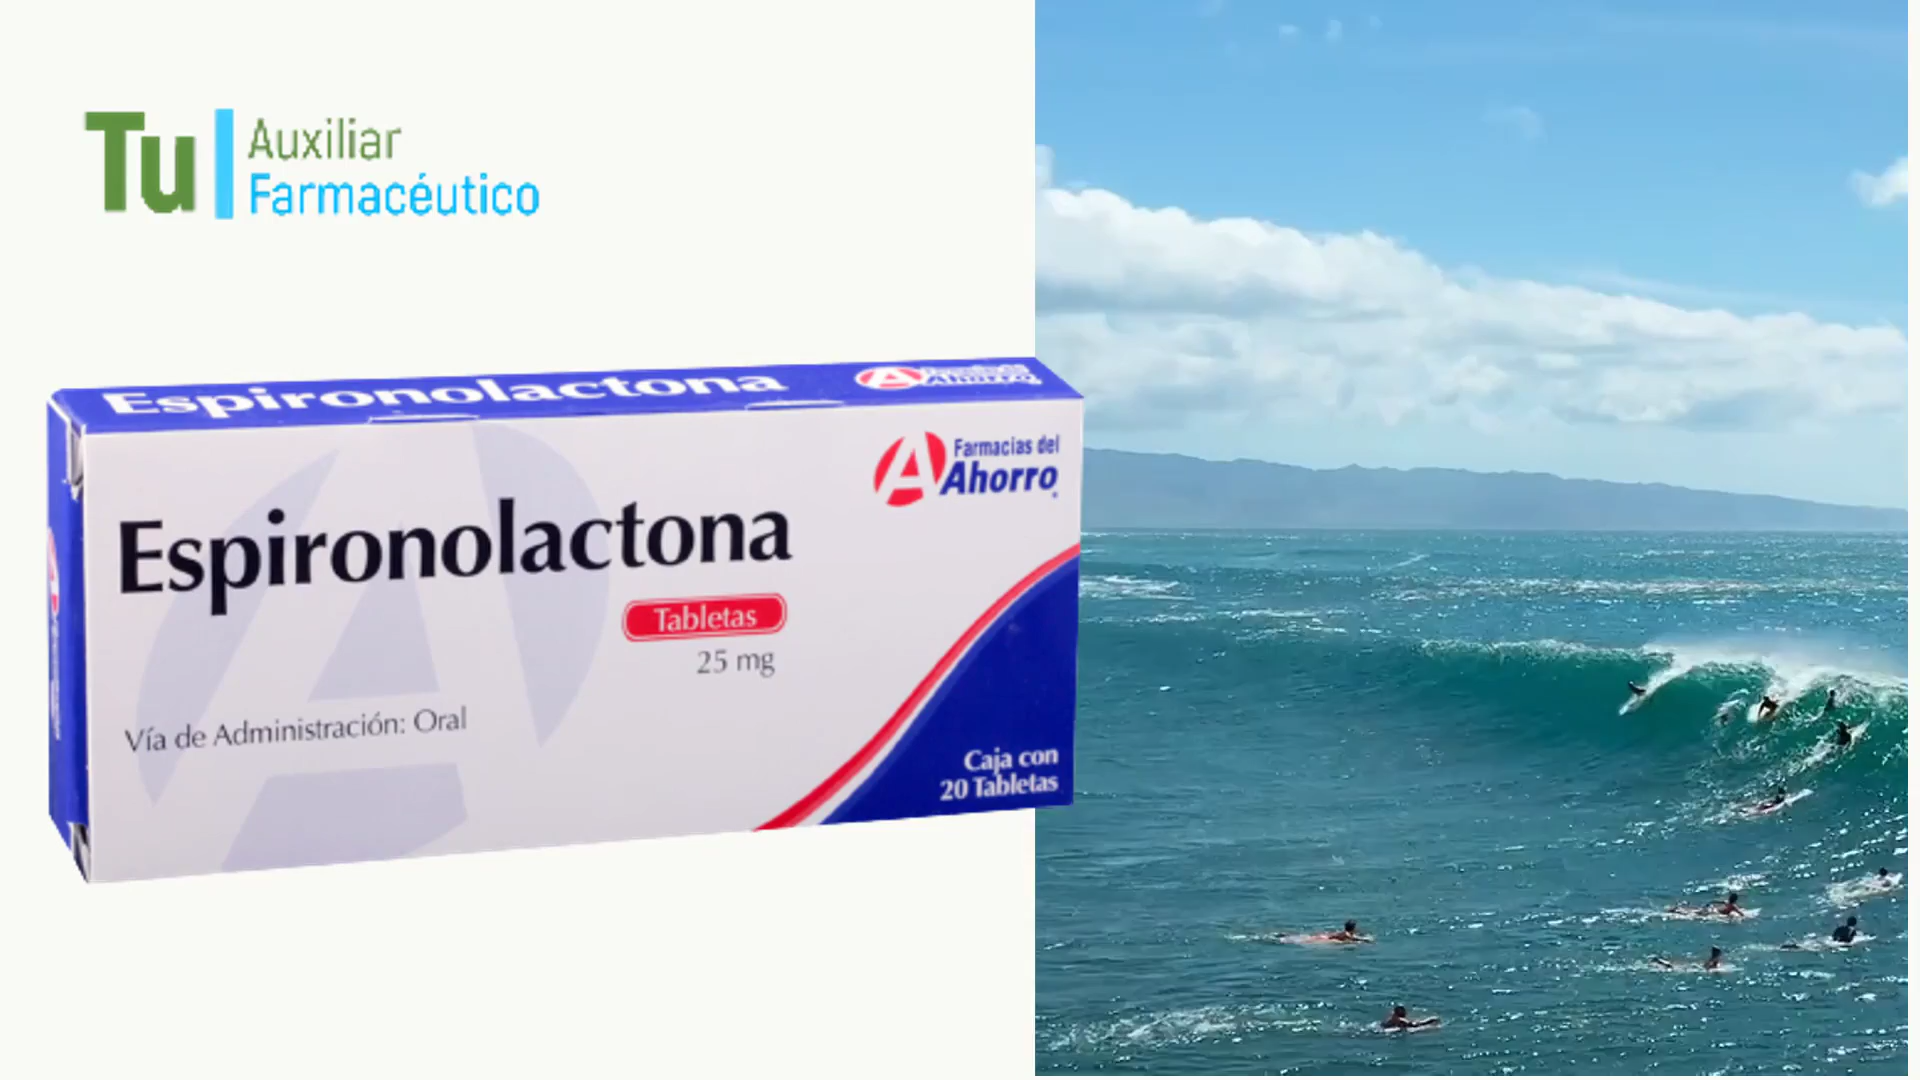 Tu Auxiliar
Farmacéutico
Espironolactona
Ahorro
Farmacias del
Ahorro
Espironolactona
Tabletas
25 mg
Vía de Administración: Oral
Caja con
20 Tabletas